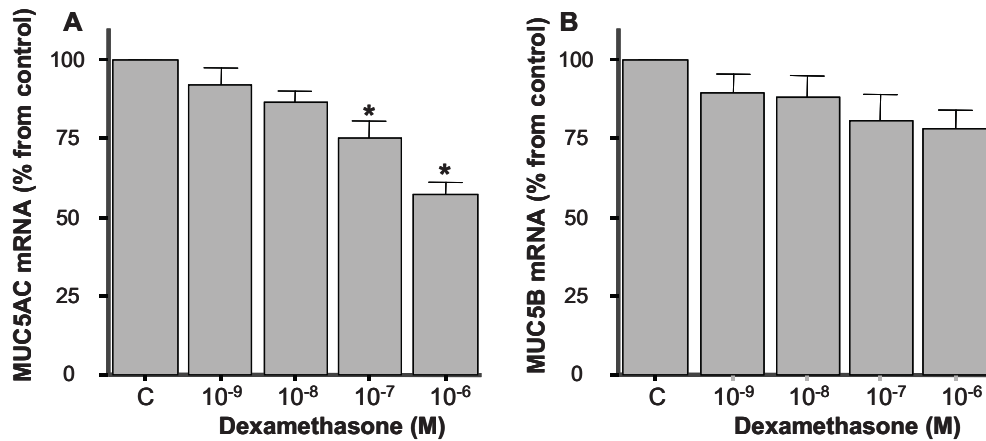 A
MUC5AC mRNA (% from control)
100
75
50
25
0
*
*
C 10⁻⁹ 10⁻⁸ 10⁻⁷ 10⁻⁶
Dexamethasone (M)
B
MUC5B mRNA (% from control)
100
75
50
25
0
C 10⁻⁹ 10⁻⁸ 10⁻⁷ 10⁻⁶
Dexamethasone (M)